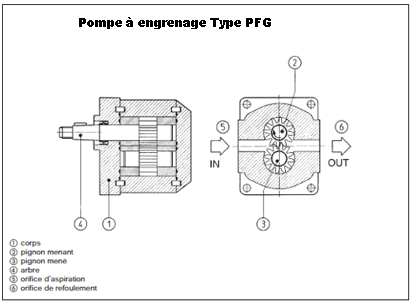 Pompe à engrenage Type PFG
2
5
6
IN
OUT
4
1
3
1 corps
2 pignon menant
3 pignon mené
4 arbre
5 orifice d'aspiration
6 orifice de refoulement